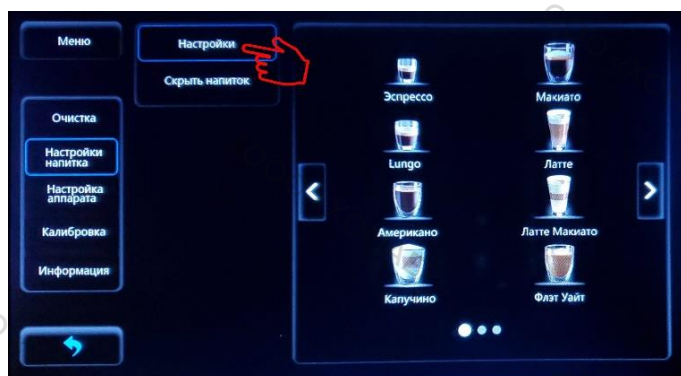 Меню
Настройки
Скрыть напиток
Очистка
Настройки
напитка
Настройка
аппарата
Калибровка
Информация
Эспрессо
Макиато
Lungo
Латте
Американо
Латте Макиато
Капучино
Флэт Уайт